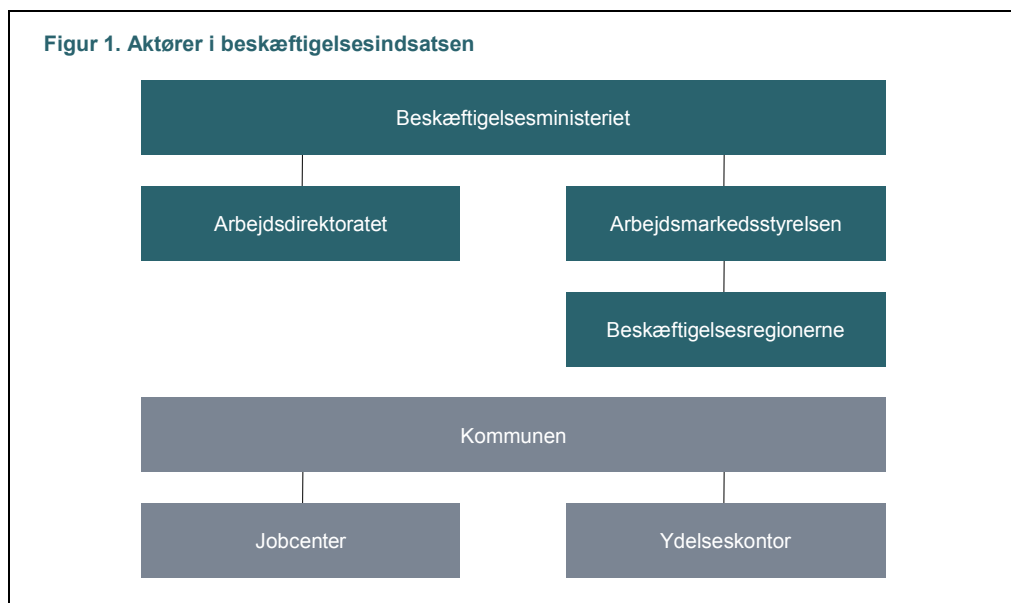 Figur 1. Aktører i beskæftigelsesindsatsen
Beskæftigelsesministeriet
Arbejdsdirektoratet
Arbejdsmarkedsstyrelsen
Beskæftigelsesregionerne
Kommunen
Jobcenter
Ydelseskontor